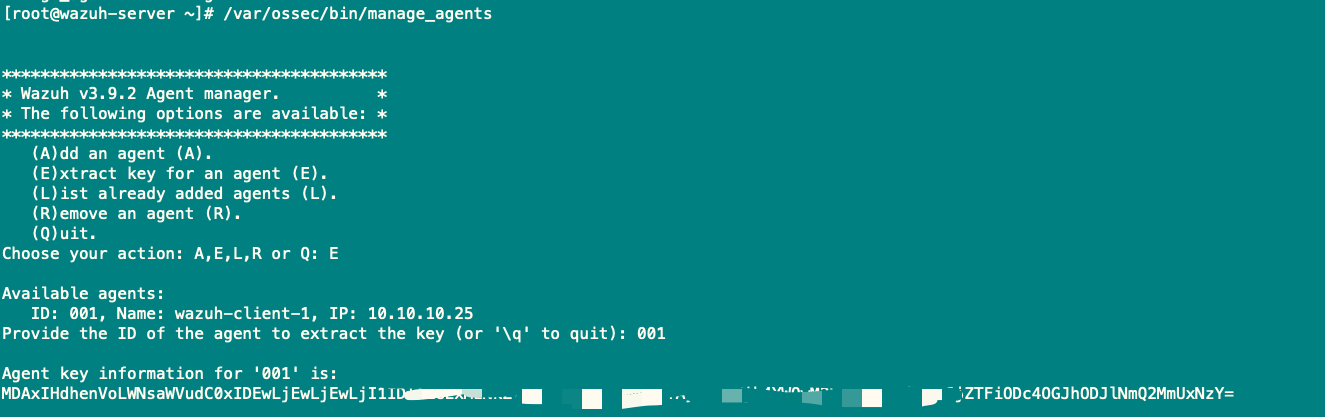 [root@wazuh-server ~]# /var/ossec/bin/manage_agents
****************************************
* Wazuh v3.9.2 Agent manager.          *
* The following options are available: *
****************************************
   (A)dd an agent (A).
   (E)xtract key for an agent (E).
   (L)ist already added agents (L).
   (R)emove an agent (R).
   (Q)uit.
Choose your action: A,E,L,R or Q: E
Available agents:
   ID: 001, Name: wazuh-client-1, IP: 10.10.10.25
Provide the ID of the agent to extract the key (or '\q' to quit): 001
Agent key information for '001' is:
MDAxIHdhenVoLWNsaWVudC0xIDEwLjEwLjEwLjI1ID ZTFiODc4OGJhODJlNmQ2MmUxNzY=